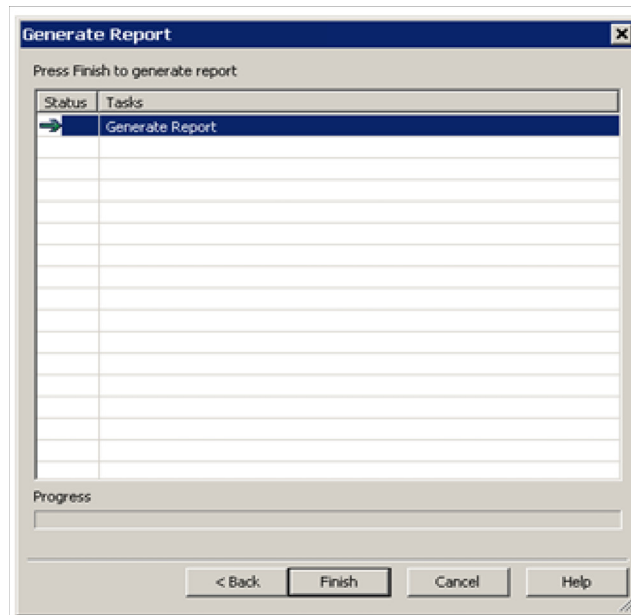 Generate Report
Press Finish to generate report
Status Tasks
Generate Report
Progress
< Back Finish Cancel Help